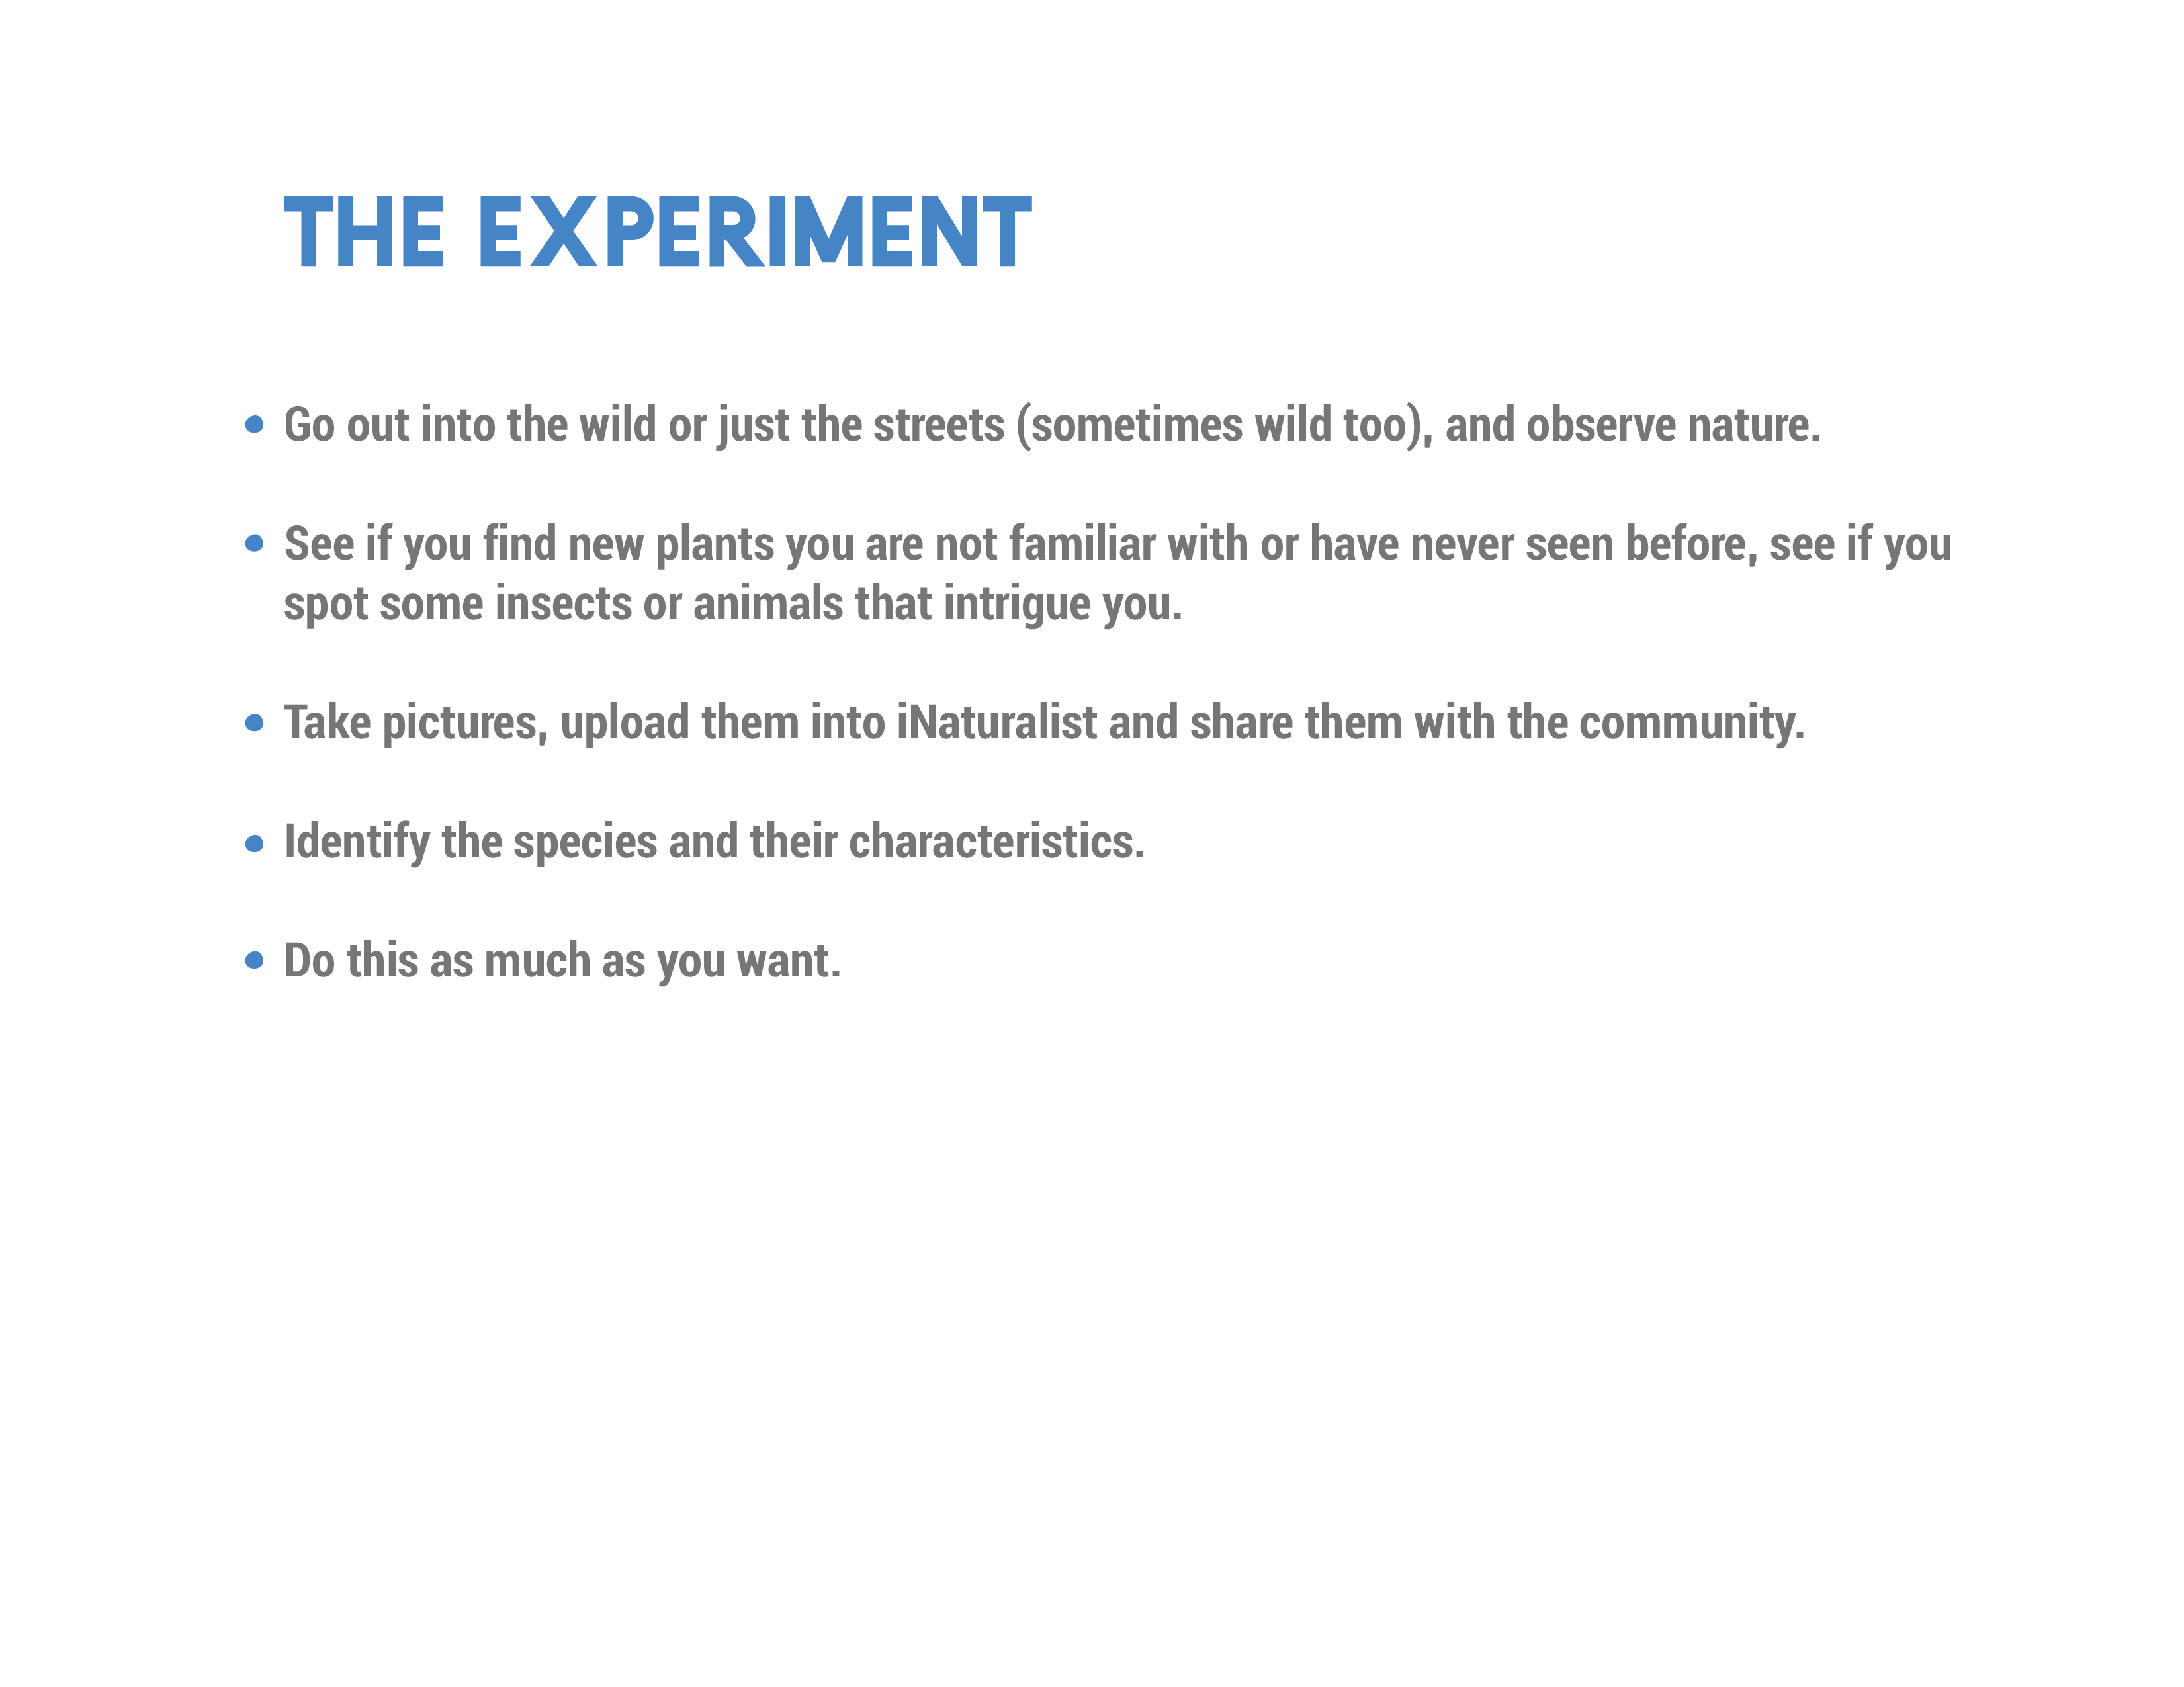 THE EXPERIMENT
Go out into the wild or just the streets (sometimes wild too), and observe nature.
See if you find new plants you are not familiar with or have never seen before, see if you
spot some insects or animals that intrigue you.
Take pictures, upload them into iNaturalist and share them with the community.
Identify the species and their characteristics.
Do this as much as you want.